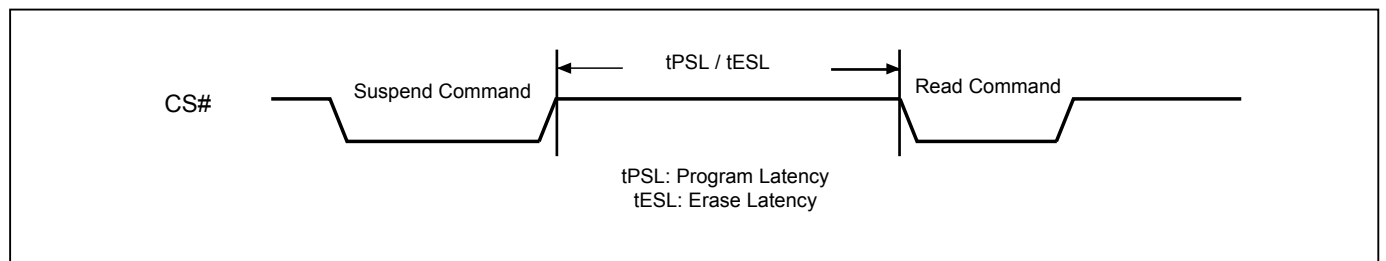 tPSL / tESL
Suspend Command
Read Command
CS#
tPSL: Program Latency
tESL: Erase Latency